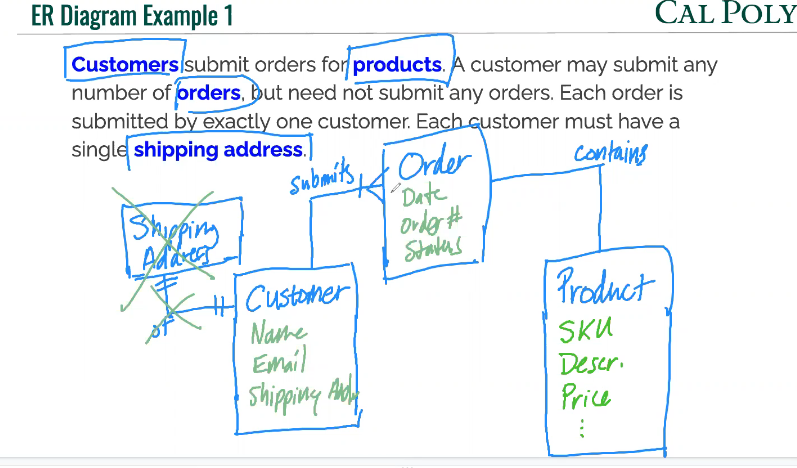 ER Diagram Example 1
CAL POLY
Customers submit orders for products. A customer may submit any
number of orders, but need not submit any orders. Each order is
submitted by exactly one customer. Each customer must have a
single shipping address.
submits
Order
Date
Order #
Status
contains
Shipping
Address
of
Customer
Name
Email
Shipping Addr
Product
SKU
Descr.
Price
⋮